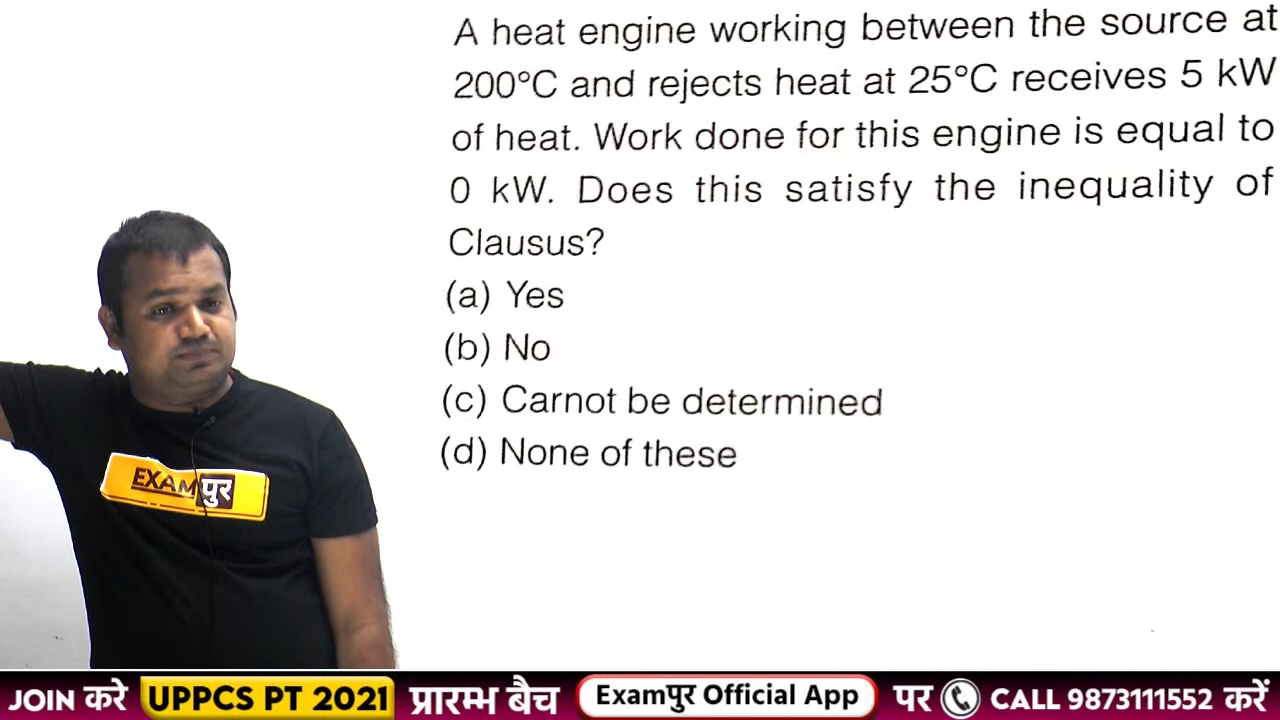 A heat engine working between the source at
200°C and rejects heat at 25°C receives 5 kW
of heat. Work done for this engine is equal to
0 kW. Does this satisfy the inequality of
Clausus?
(a) Yes
(b) No
(c) Carnot be determined
(d) None of these
EXAMपुर
JOIN करे UPPCS PT 2021 प्रारम्भ बैच Examपुर Official App पर CALL 9873111552 करें